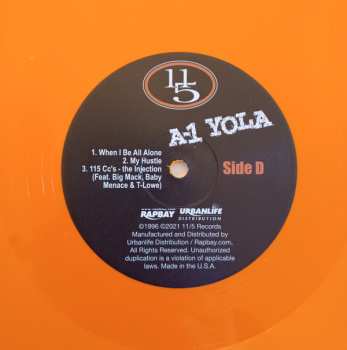 11
5
A-1 YOLA
1. When I Be All Alone
2. My Hustle
3. 115 Cc's - the Injection
(Feat. Big Mack, Baby
Menace & T-Lowe)
Side D
RAPBAY
URBANLIFE
DISTRIBUTION
©1996 ©2021 11/5 Records
Manufactured and Distributed by
Urbanlife Distribution / Rapbay.com,
All Rights Reserved. Unauthorized
duplication is a violation of applicable
laws. Made in the U.S.A.